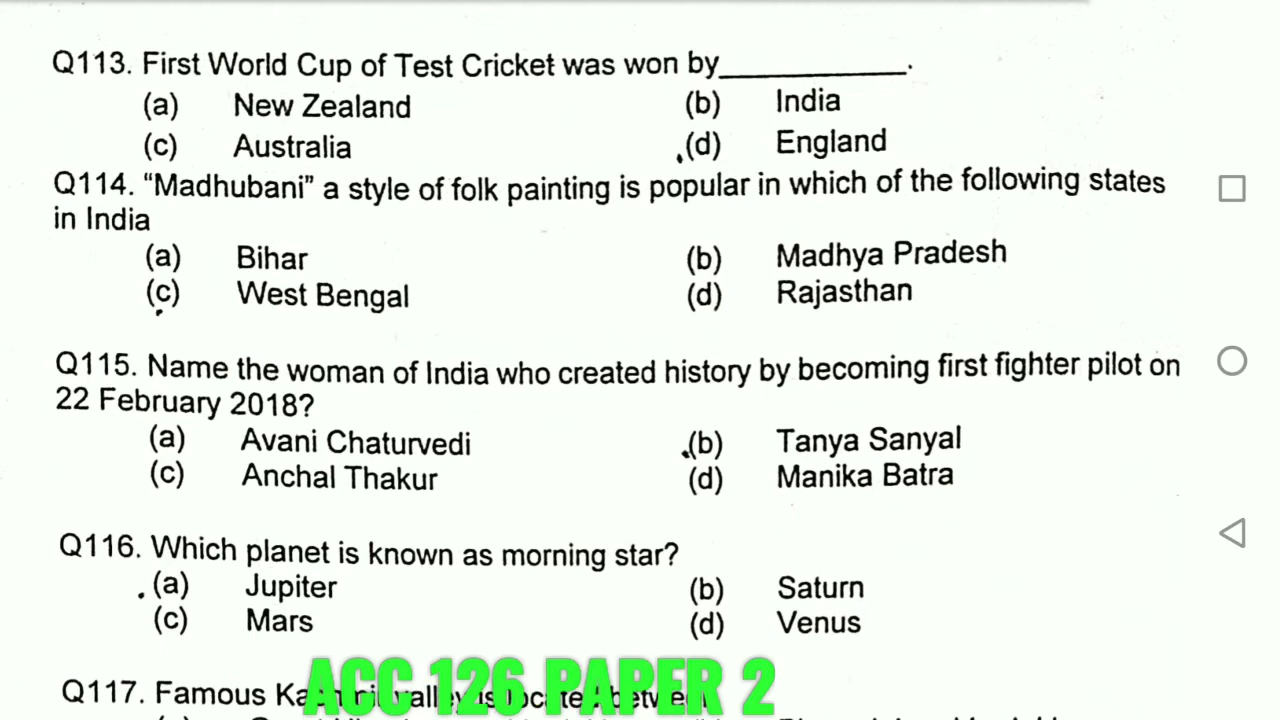 Q113. First World Cup of Test Cricket was won by____________.
(a) New Zealand (b) India
(c) Australia (d) England
Q114. “Madhubani” a style of folk painting is popular in which of the following states
in India
(a) Bihar (b) Madhya Pradesh
(c) West Bengal (d) Rajasthan
Q115. Name the woman of India who created history by becoming first fighter pilot on
22 February 2018?
(a) Avani Chaturvedi (b) Tanya Sanyal
(c) Anchal Thakur (d) Manika Batra
Q116. Which planet is known as morning star?
(a) Jupiter (b) Saturn
(c) Mars (d) Venus
ACC 126 PAPER 2
Q117. Famous valley is located